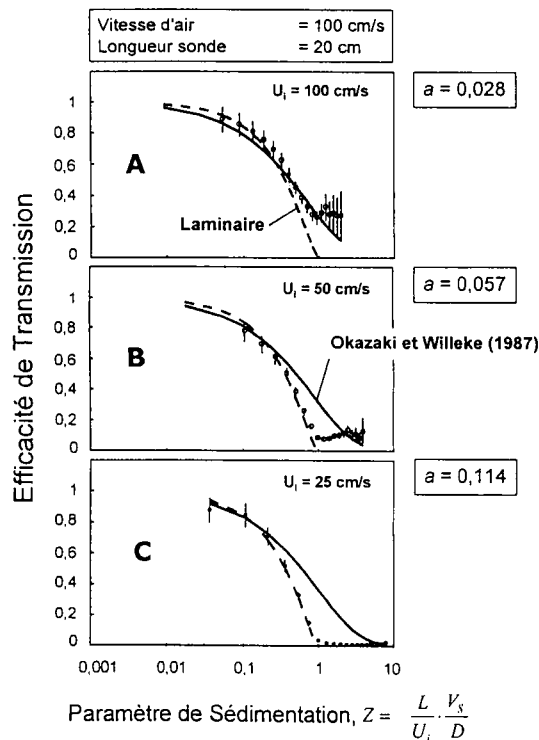 Vitesse d'air = 100 cm/s
Longueur sonde = 20 cm
Efficacité de Transmission
1
0,8
0,6
0,4
0,2
0
A
U_i = 100 cm/s
Laminaire
a = 0,028
1
0,8
0,6
0,4
0,2
0
B
U_i = 50 cm/s
Okazaki et Willeke (1987)
a = 0,057
1
0,8
0,6
0,4
0,2
0
C
U_i = 25 cm/s
a = 0,114
0,001 0,01 0,1 1 10
Paramètre de Sédimentation, Z = L/U_i · V_s/D